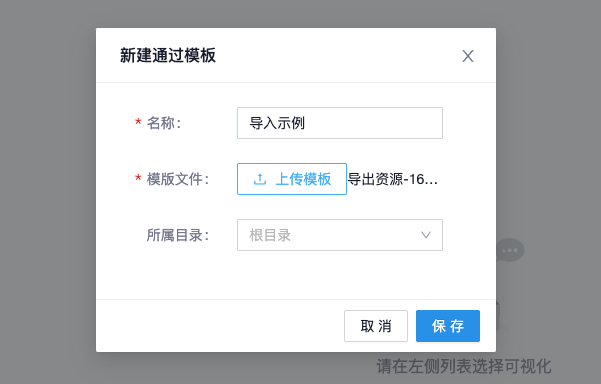 新建通过模板
* 名称：
导入示例
* 模版文件：
上传模板
导出资源-16...
所属目录：
根目录
取 消
保 存
请在左侧列表选择可视化